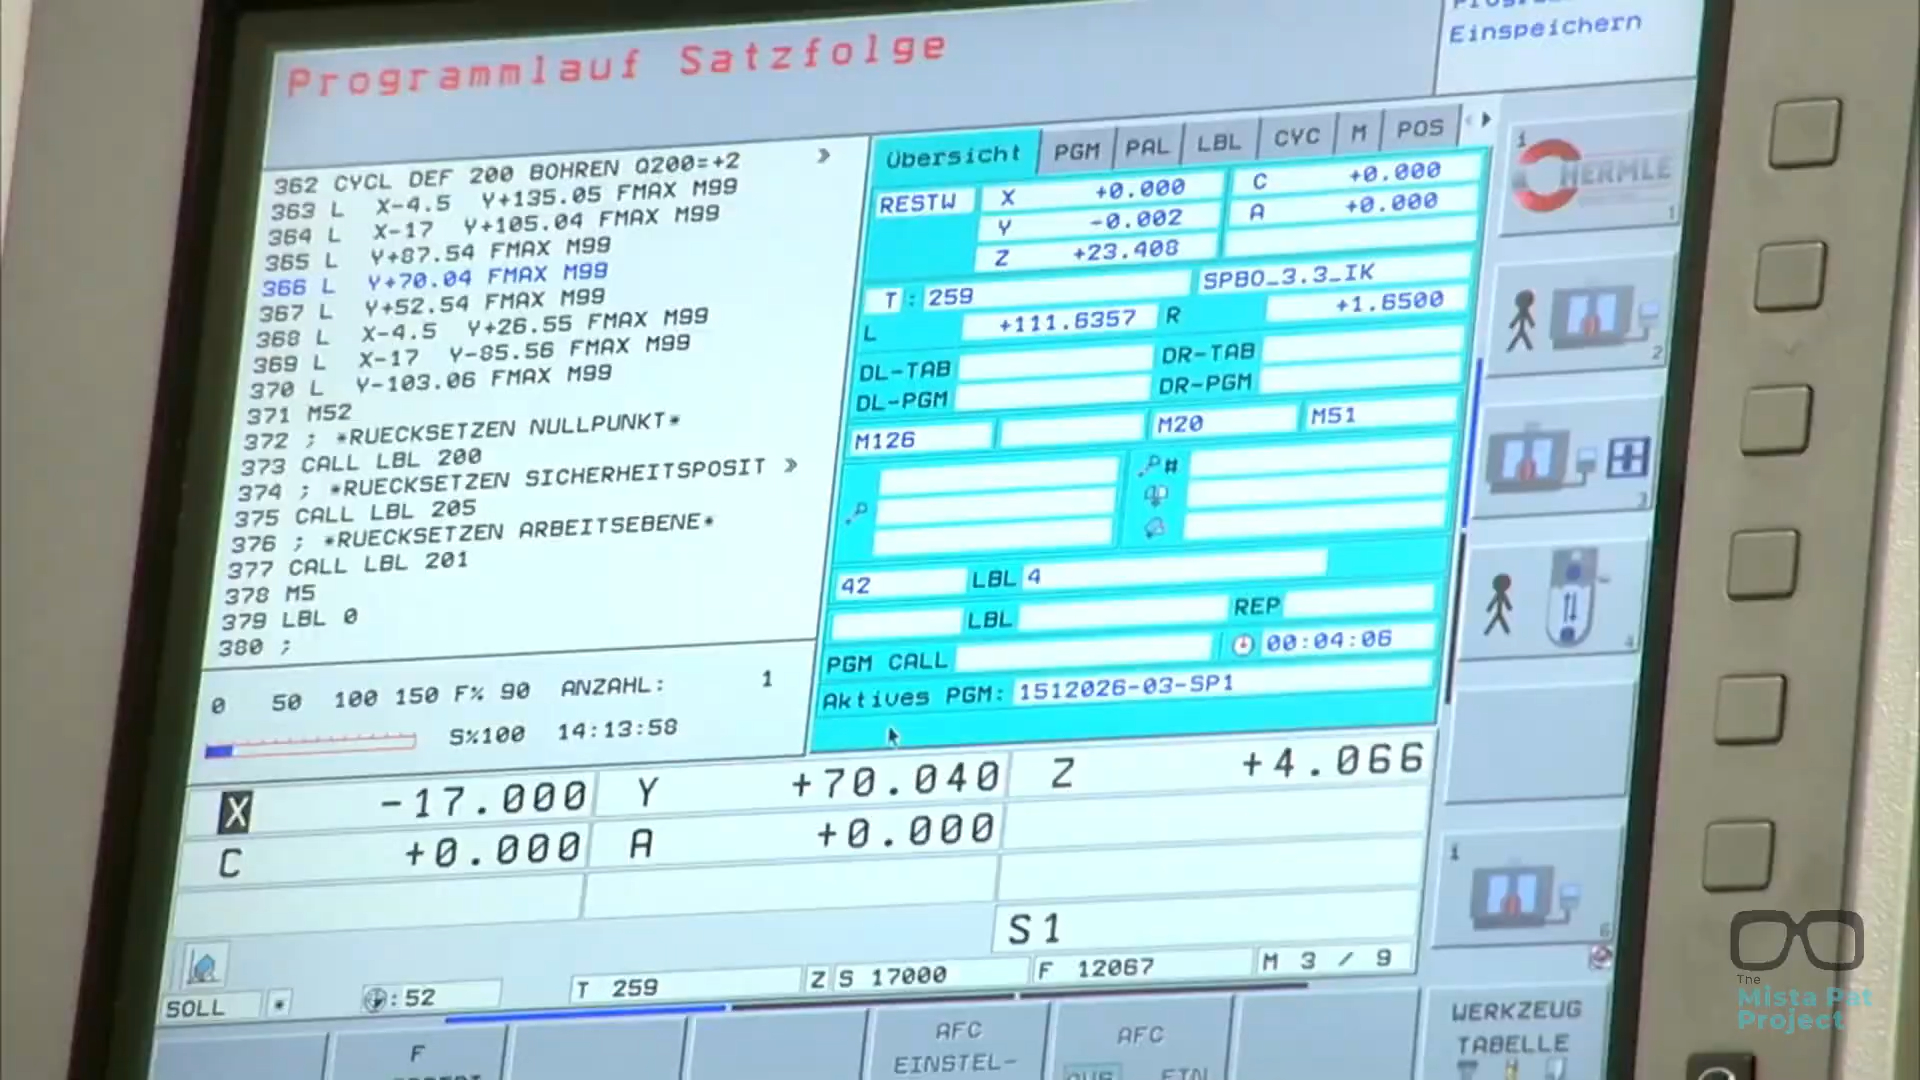 Programmlauf Satzfolge
Einspeichern
362 CYCL DEF 200 BOHREN Q200=+2 »
363 L X-4.5 Y+135.05 FMAX M99
364 L X-17 Y+105.04 FMAX M99
365 L Y+87.54 FMAX M99
366 L Y+70.04 FMAX M99
367 L Y+52.54 FMAX M99
368 L X-4.5 Y+26.55 FMAX M99
369 L X-17 Y-85.56 FMAX M99
370 L Y-103.06 FMAX M99
371 M52
372 ; *RUECKSETZEN NULLPUNKT*
373 CALL LBL 200
374 ; *RUECKSETZEN SICHERHEITSPOSIT »
375 CALL LBL 205
376 ; *RUECKSETZEN ARBEITSEBENE*
377 CALL LBL 201
378 M5
379 LBL 0
380 ;
0 50 100 150 F% 90 ANZAHL: 1
S%100 14:13:58
Übersicht PGM PAL LBL CYC M POS
RESTW X +0.000 C +0.000
Y -0.002 A +0.000
Z +23.408
T : 259 SPBO_3.3_IK
L +111.6357 R +1.6500
DL-TAB DR-TAB
DL-PGM DR-PGM
M126 M20 M51
#
42 LBL 4
LBL REP
PGM CALL 00:04:06
Aktives PGM: 1512026-03-SP1
X -17.000 Y +70.040 Z +4.066
C +0.000 A +0.000
S1
SOLL * : 52 T 259 Z S 17000 F 12067 M 3 / 9
F
AFC
EINSTEL-
AFC
EIN
1
HERMLE
1
2
3
4
1
6
WERKZEUG
TABELLE
The
Mista Pat
Project